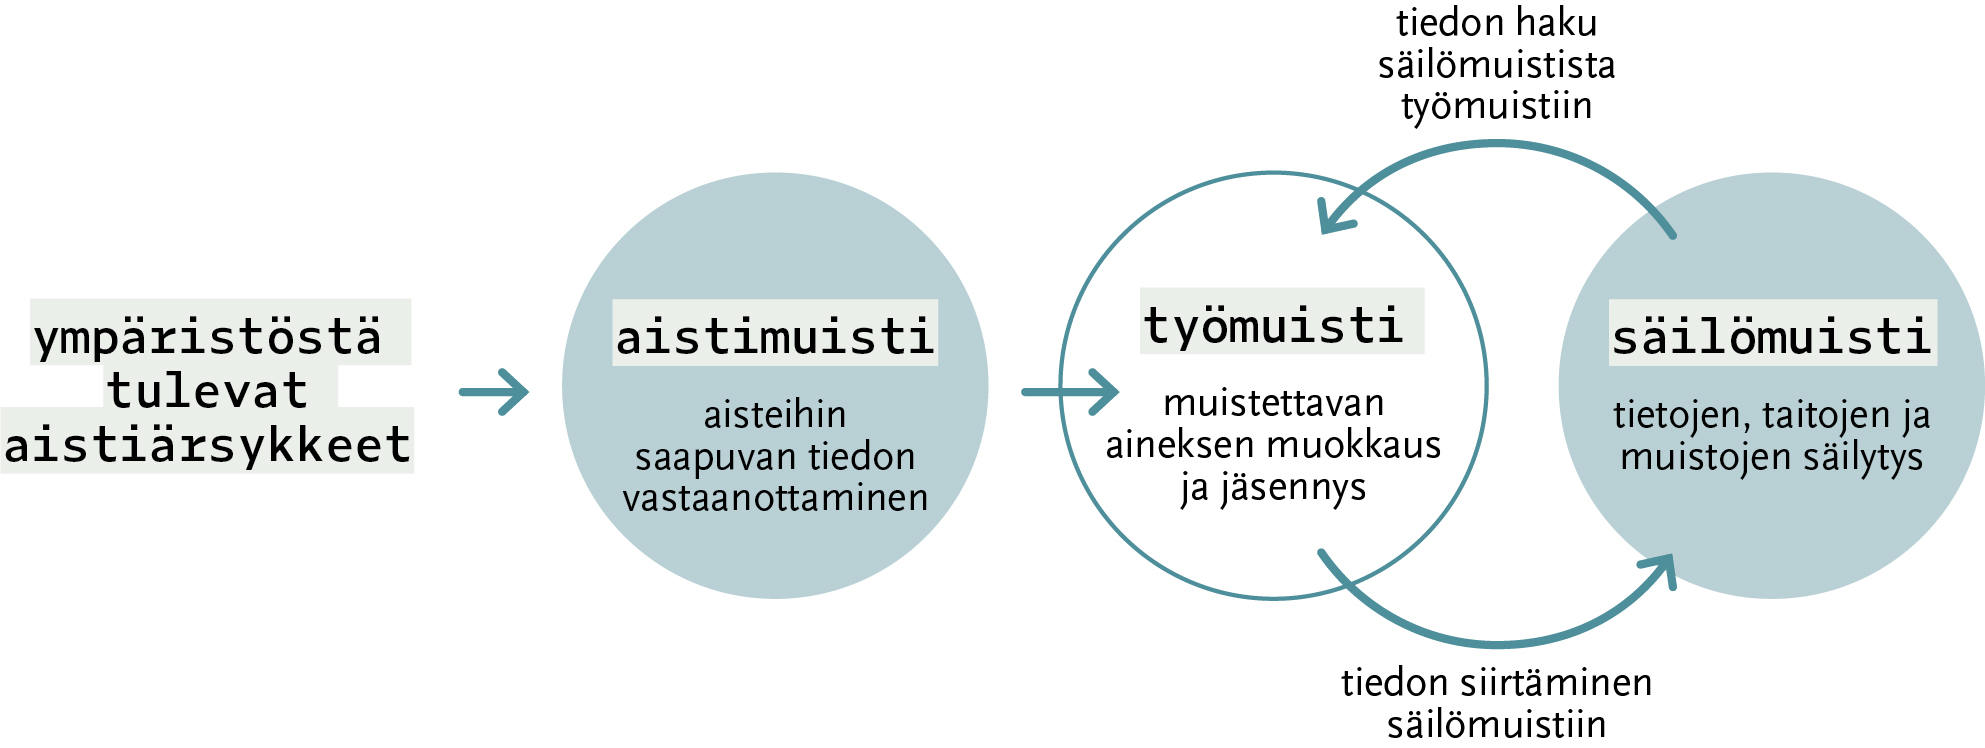 ympäristöstä
tulevat
aistiärsykkeet
aistimuisti
aisteihin
saapuvan tiedon
vastaanottaminen
työmuisti
muistettavan
aineksen muokkaus
ja jäsennys
tiedon haku
säilömuistista
työmuistiin
säilömuisti
tietojen, taitojen ja
muistojen säilytys
tiedon siirtäminen
säilömuistiin